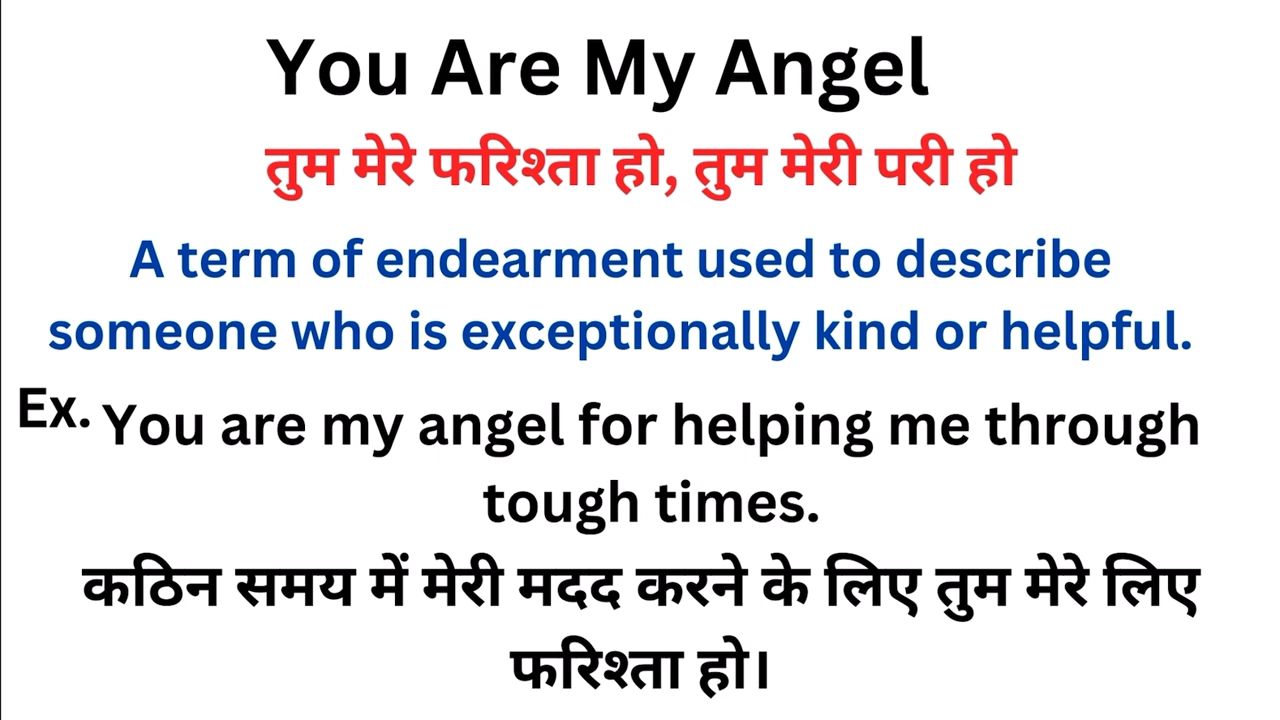 You Are My Angel
तुम मेरे फरिश्ता हो, तुम मेरी परी हो
A term of endearment used to describe
someone who is exceptionally kind or helpful.
Ex. You are my angel for helping me through
tough times.
कठिन समय में मेरी मदद करने के लिए तुम मेरे लिए
फरिश्ता हो।